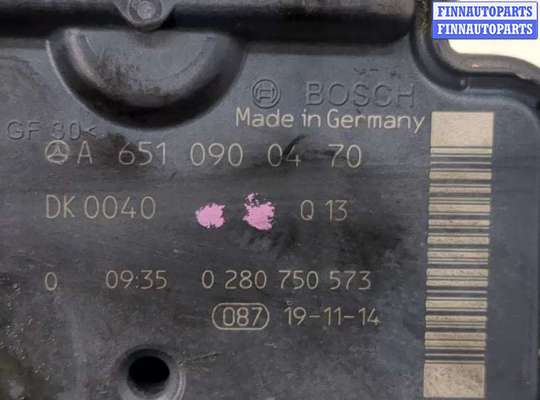 FINNAUTOPARTS
FINNAUTOPARTS
BOSCH
Made in Germany
GF 30<
A 651 090 04 70
DK 0040 Q 13
0 09:35 0 280 750 573
087 19-11-14